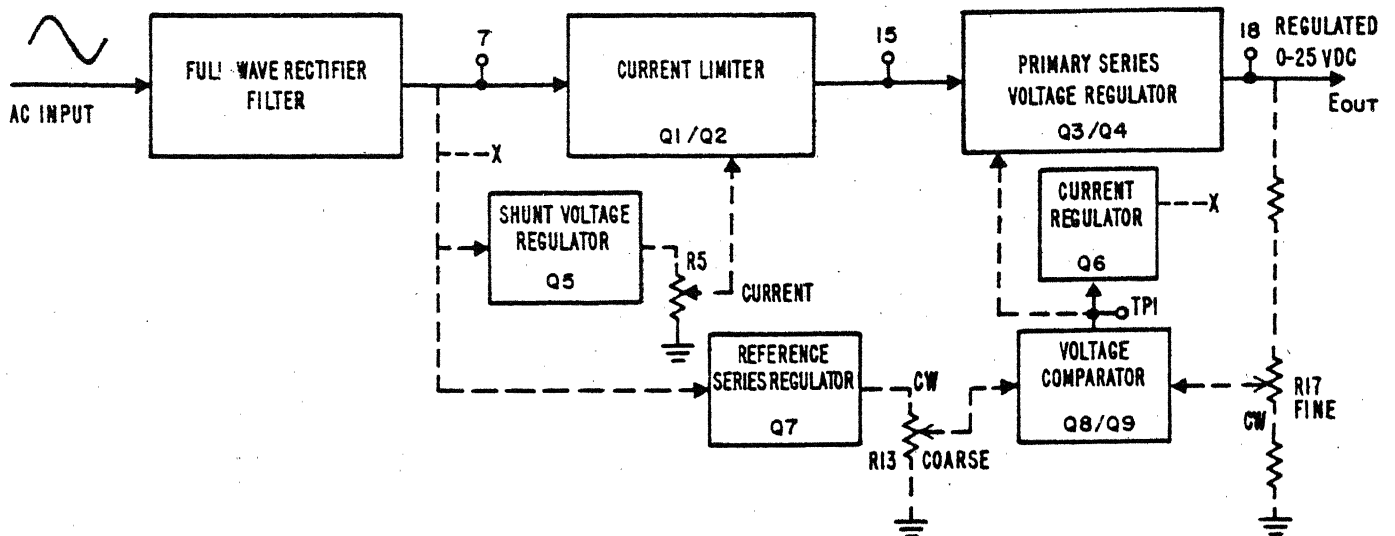 AC INPUT
FUL! WAVE RECTIFIER
FILTER
7
CURRENT LIMITER
Q1/Q2
15
PRIMARY SERIES
VOLTAGE REGULATOR
Q3/Q4
18
REGULATED
0-25 VDC
EOUT
X
SHUNT VOLTAGE
REGULATOR
Q5
R5
CURRENT
CURRENT
REGULATOR
Q6
X
TP1
REFERENCE
SERIES REGULATOR
Q7
CW
R13 COARSE
VOLTAGE
COMPARATOR
Q8/Q9
R17
FINE
CW